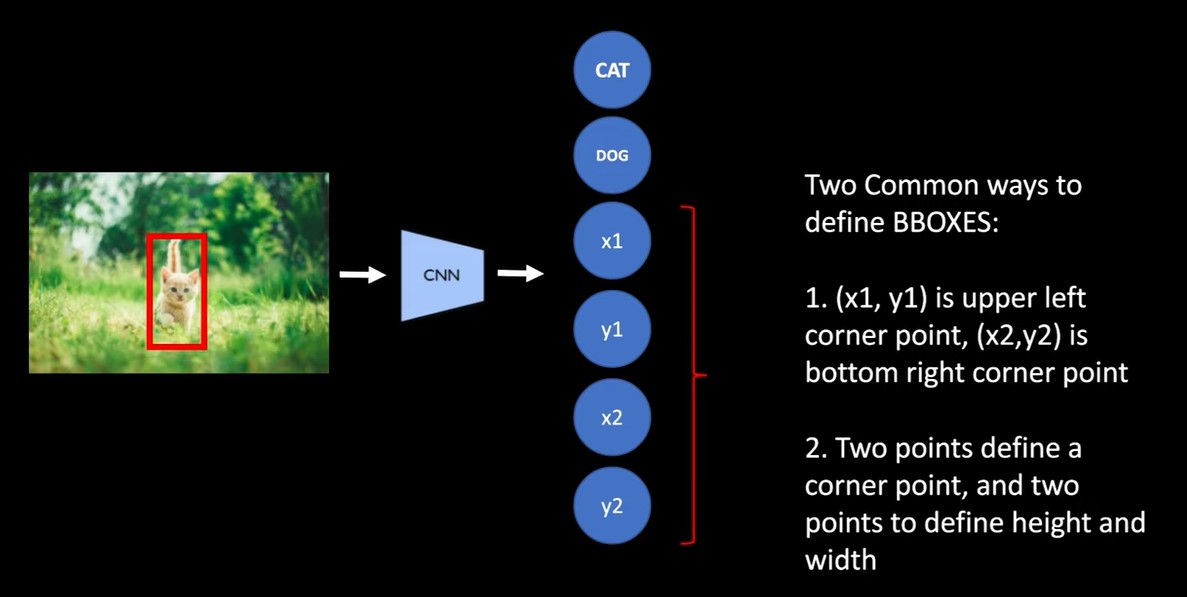 CAT
DOG
x1
y1
x2
y2
CNN
Two Common ways to
define BBOXES:
1. (x1, y1) is upper left
corner point, (x2,y2) is
bottom right corner point
2. Two points define a
corner point, and two
points to define height and
width